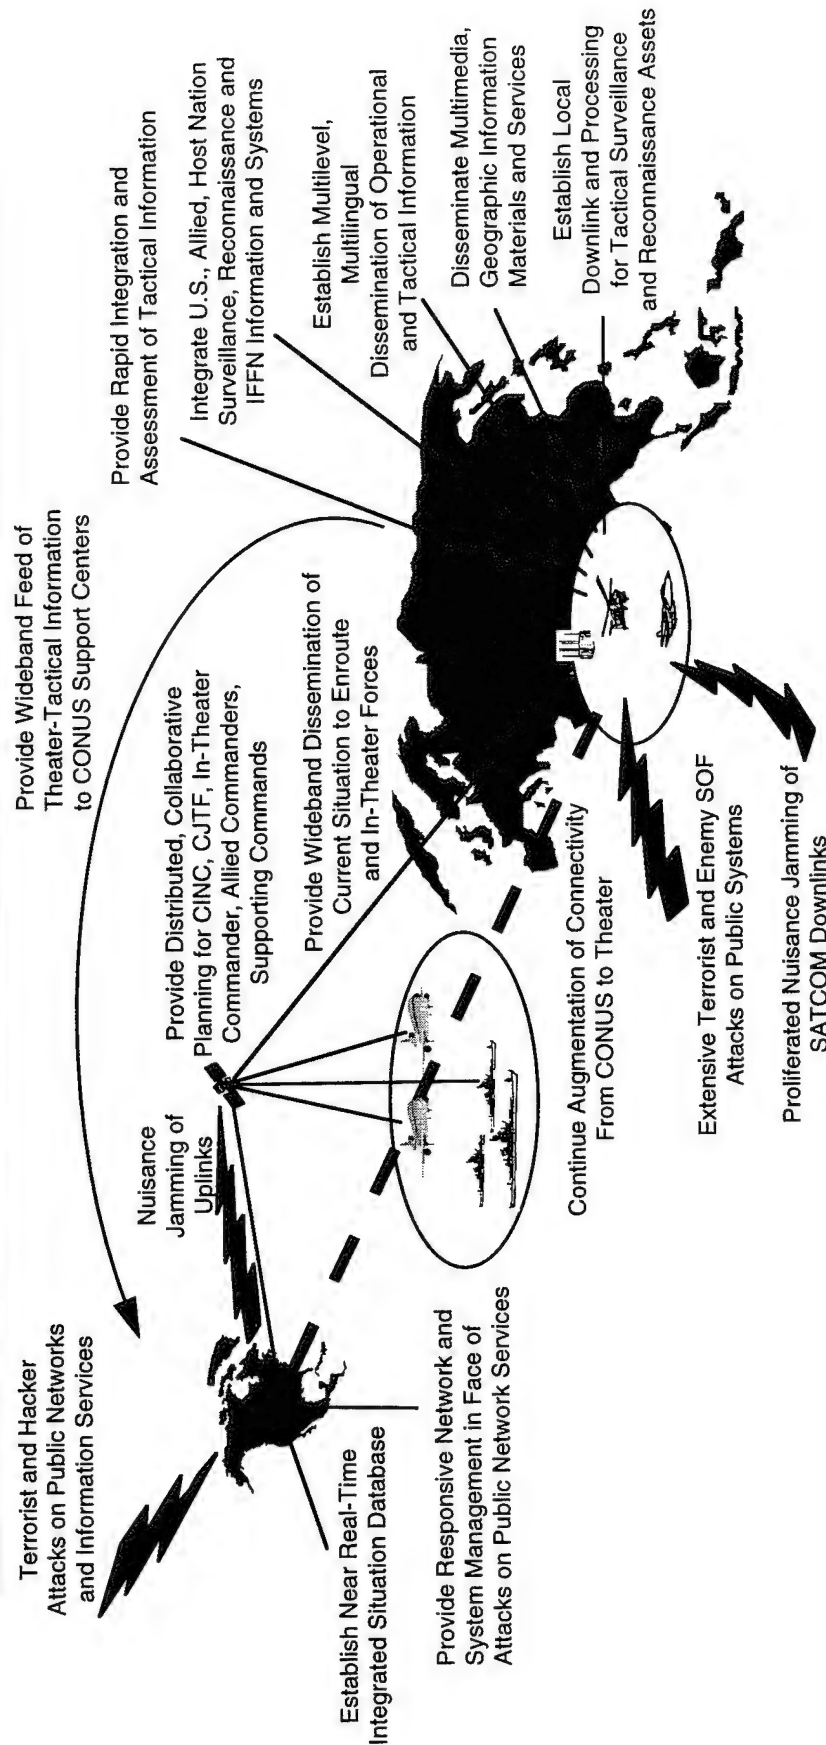 Terrorist and Hacker
Attacks on Public Networks
and Information Services
Provide Wideband Feed of
Theater-Tactical Information
to CONUS Support Centers
Provide Rapid Integration and
Assessment of Tactical Information
Integrate U.S., Allied, Host Nation
Surveillance, Reconnaissance and
IFFN Information and Systems
Establish Multilevel,
Multilingual
Dissemination of Operational
and Tactical Information
Disseminate Multimedia,
Geographic Information
Materials and Services
Establish Local
Downlink and Processing
for Tactical Surveillance
and Reconnaissance Assets
Nuisance
Jamming of
Uplinks
Provide Distributed, Collaborative
Planning for CINC, CJTF, In-Theater
Commander, Allied Commanders,
Supporting Commands
Provide Wideband Dissemination of
Current Situation to Enroute
and In-Theater Forces
Establish Near Real-Time
Integrated Situation Database
Provide Responsive Network and
System Management in Face of
Attacks on Public Network Services
Continue Augmentation of Connectivity
From CONUS to Theater
Extensive Terrorist and Enemy SOF
Attacks on Public Systems
Proliferated Nuisance Jamming of
SATCOM Downlinks